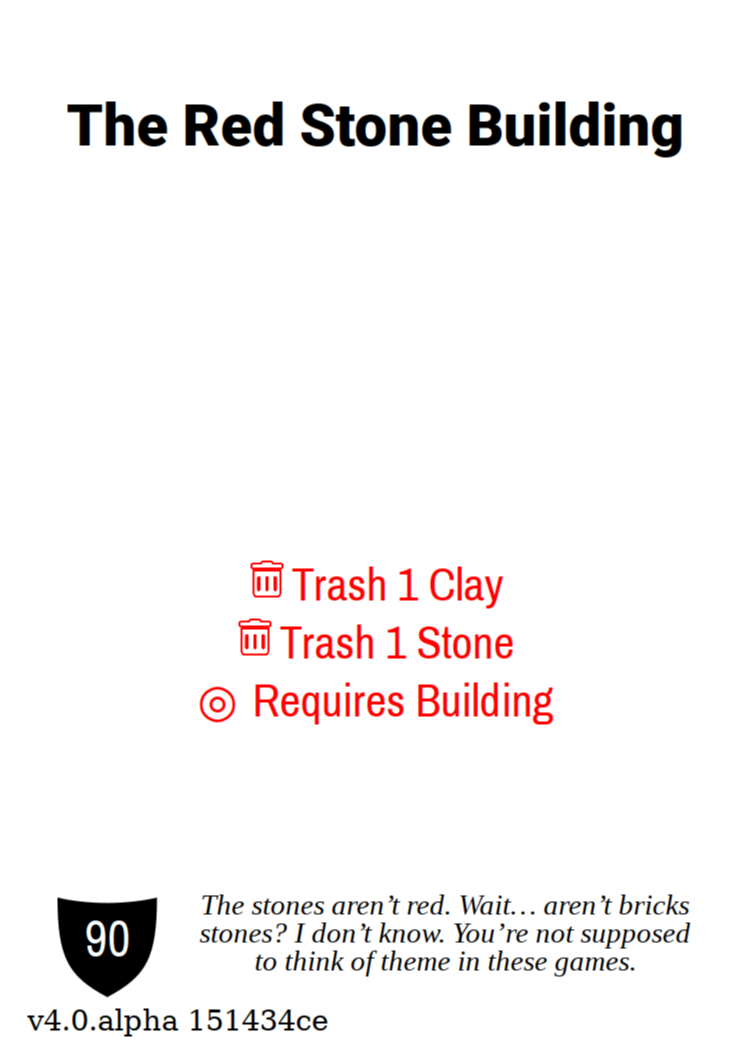 The Red Stone Building
Trash 1 Clay
Trash 1 Stone
Requires Building
90
The stones aren’t red. Wait… aren’t bricks
stones? I don’t know. You’re not supposed
to think of theme in these games.
v4.0.alpha 151434ce